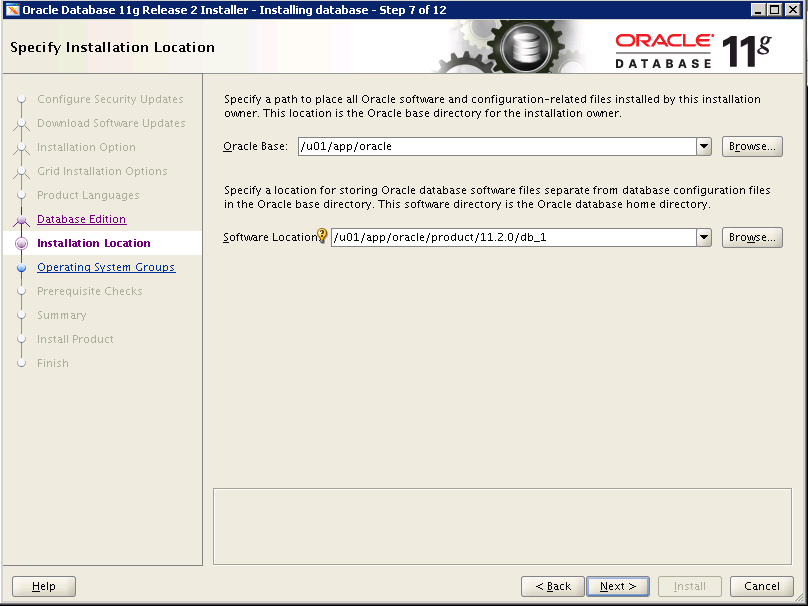 Oracle Database 11g Release 2 Installer - Installing database - Step 7 of 12
Specify Installation Location
ORACLE
DATABASE
11g
Configure Security Updates
Download Software Updates
Installation Option
Grid Installation Options
Product Languages
Database Edition
Installation Location
Operating System Groups
Prerequisite Checks
Summary
Install Product
Finish
Specify a path to place all Oracle software and configuration-related files installed by this installation
owner. This location is the Oracle base directory for the installation owner.
Oracle Base: /u01/app/oracle Browse...
Specify a location for storing Oracle database software files separate from database configuration files
in the Oracle base directory. This software directory is the Oracle database home directory.
Software Location: /u01/app/oracle/product/11.2.0/db_1 Browse...
Help < Back Next > Install Cancel